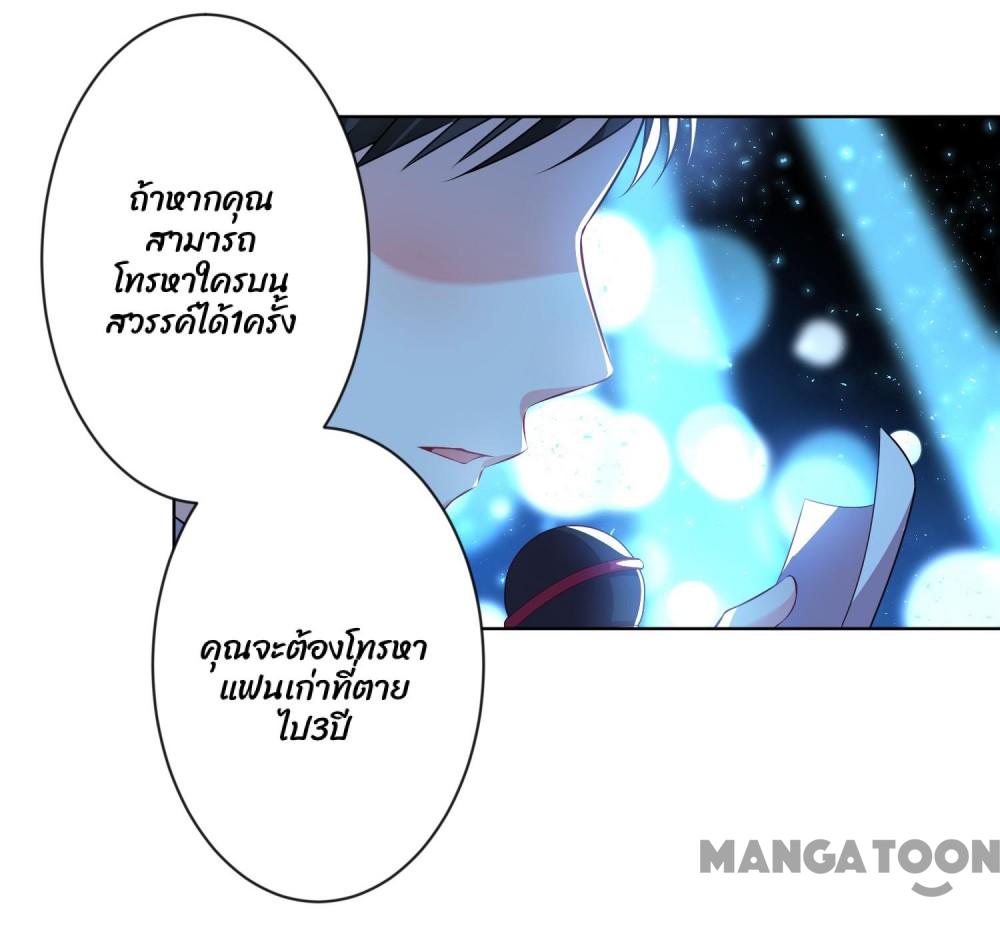 ถ้าหากคุณ
สามารถ
โทรหาใครบน
สวรรค์ได้1ครั้ง
คุณจะต้องโทรหา
แฟนเก่าที่ตาย
ไป3ปี
MANGATOON